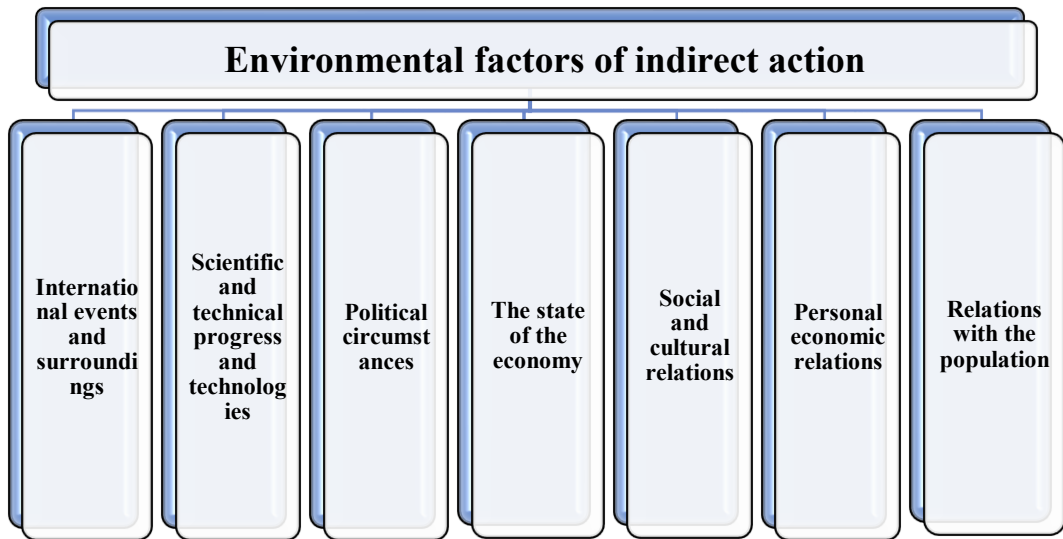 Environmental factors of indirect action
Internatio
nal events
and
surroundi
ngs
Scientific
and
technical
progress
and
technolog
ies
Political
circumst
ances
The state
of the
economy
Social
and
cultural
relations
Personal
economic
relations
Relations
with the
population